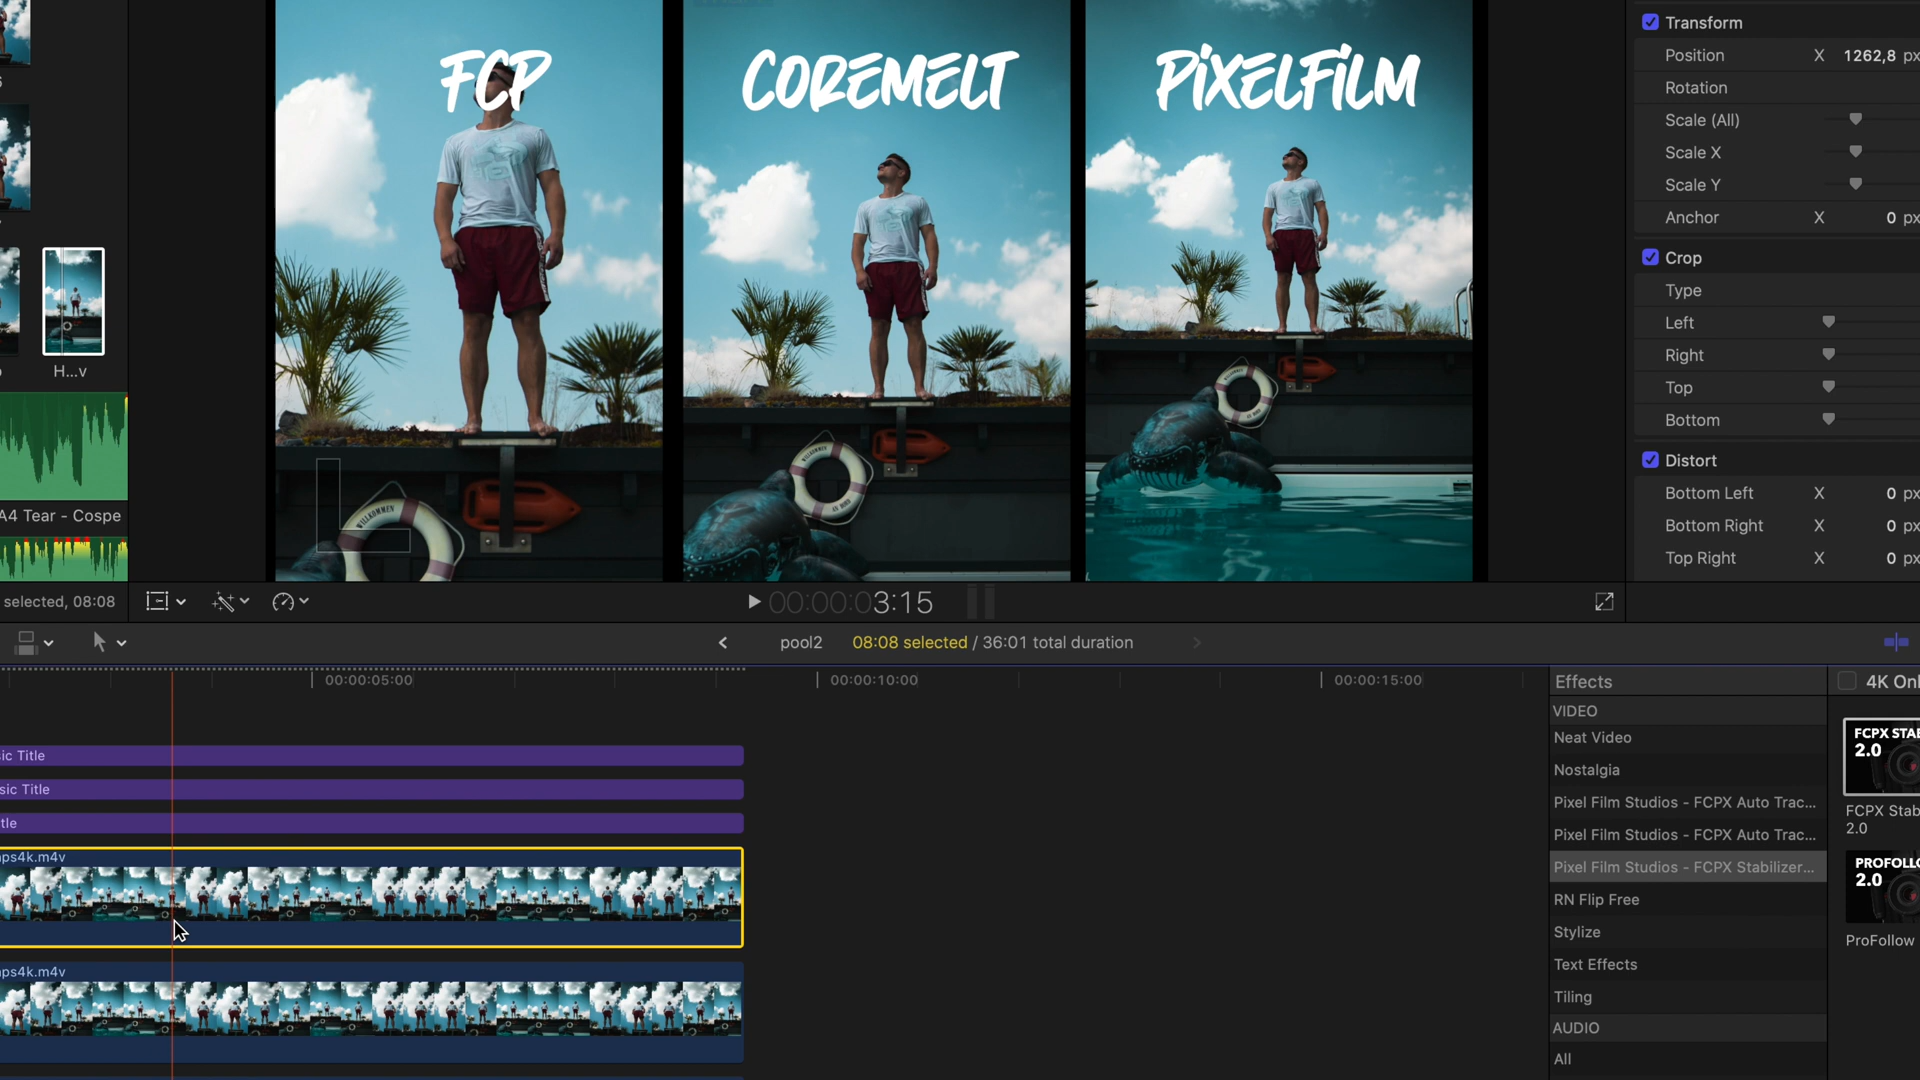 FCP
COREMELT
PiXELFiLM
WILLKOMMEN
H...v
A4 Tear - Cospe
selected, 08:08
00:00:03:15
Transform
Position X 1262,8 px
Rotation
Scale (All)
Scale X
Scale Y
Anchor X 0 px
Crop
Type
Left
Right
Top
Bottom
Distort
Bottom Left X 0 px
Bottom Right X 0 px
Top Right X 0 px
pool2 08:08 selected / 36:01 total duration
00:00:05:00
00:00:10:00
00:00:15:00
sic Title
sic Title
tle
ps4k.m4v
ps4k.m4v
Effects
VIDEO
Neat Video
Nostalgia
Pixel Film Studios - FCPX Auto Trac...
Pixel Film Studios - FCPX Auto Trac...
Pixel Film Studios - FCPX Stabilizer...
RN Flip Free
Stylize
Text Effects
Tiling
AUDIO
All
4K Onl
FCPX STAB
2.0
FCPX Stab
2.0
PROFOLLO
2.0
ProFollow